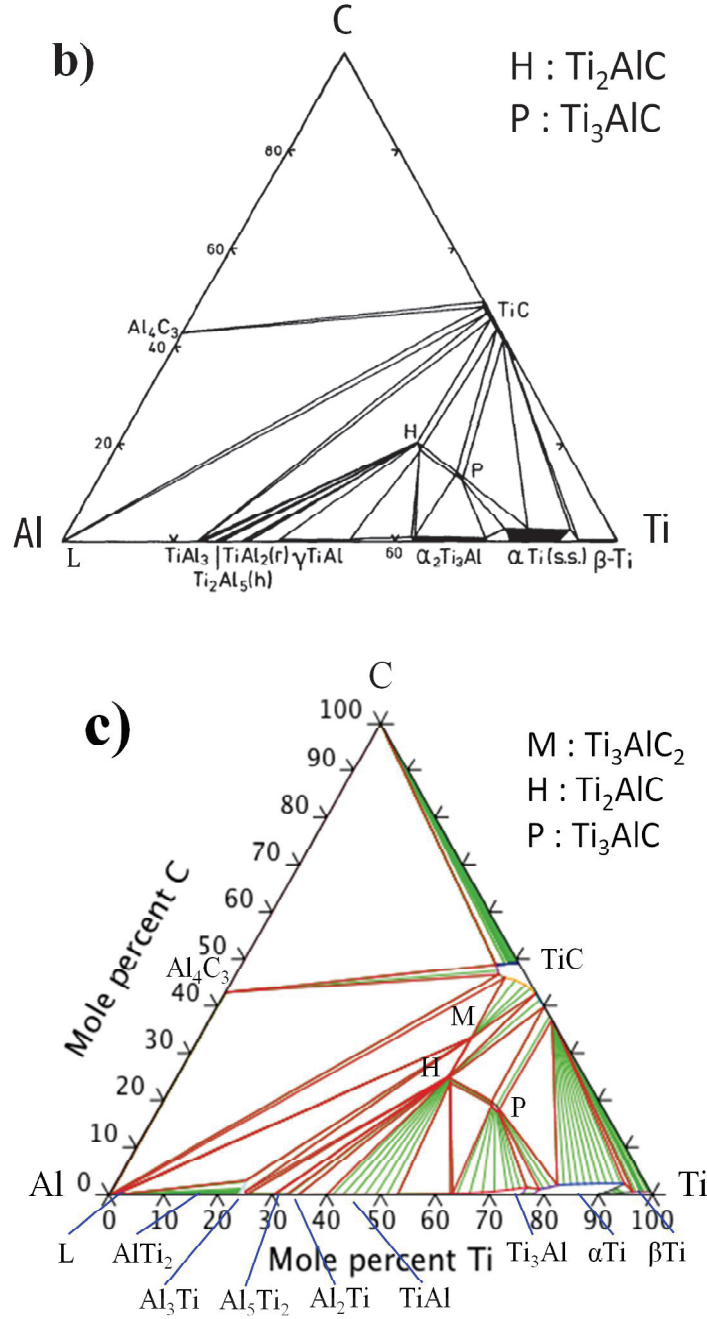 C
b)
H : Ti₂AlC
P : Ti₃AlC
80
60
TiC
Al₄C₃
40
H
20
P
Al
Ti
L
TiAl₃ | TiAl₂(r) γTiAl
60
α₂Ti₃Al
α Ti (s.s.)
β-Ti
Ti₂Al₅(h)
C
c)
100
M : Ti₃AlC₂
90
H : Ti₂AlC
80
P : Ti₃AlC
70
60
Mole percent C
50
TiC
Al₄C₃
40
M
30
H
20
P
10
Al
0
Ti
0 10 20 30 40 50 60 70 80 90 100
L
AlTi₂
Mole percent Ti
Ti₃Al
αTi
βTi
Al₃Ti
Al₅Ti₂
Al₂Ti
TiAl